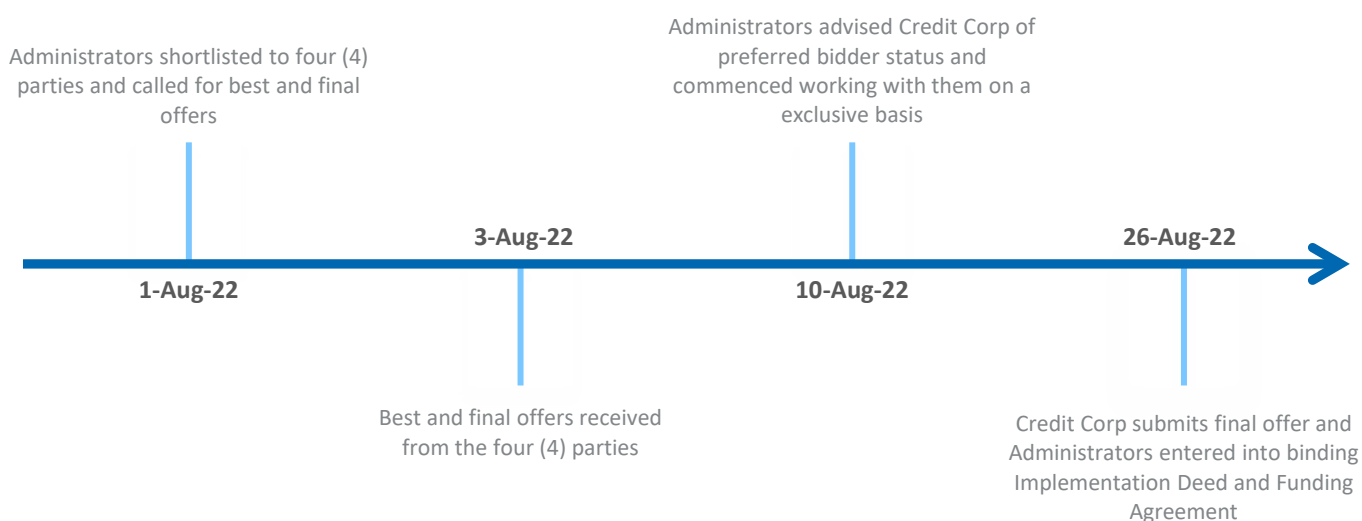 Administrators shortlisted to four (4)
parties and called for best and final
offers
1-Aug-22
3-Aug-22
Best and final offers received
from the four (4) parties
Administrators advised Credit Corp of
preferred bidder status and
commenced working with them on a
exclusive basis
10-Aug-22
26-Aug-22
Credit Corp submits final offer and
Administrators entered into binding
Implementation Deed and Funding
Agreement